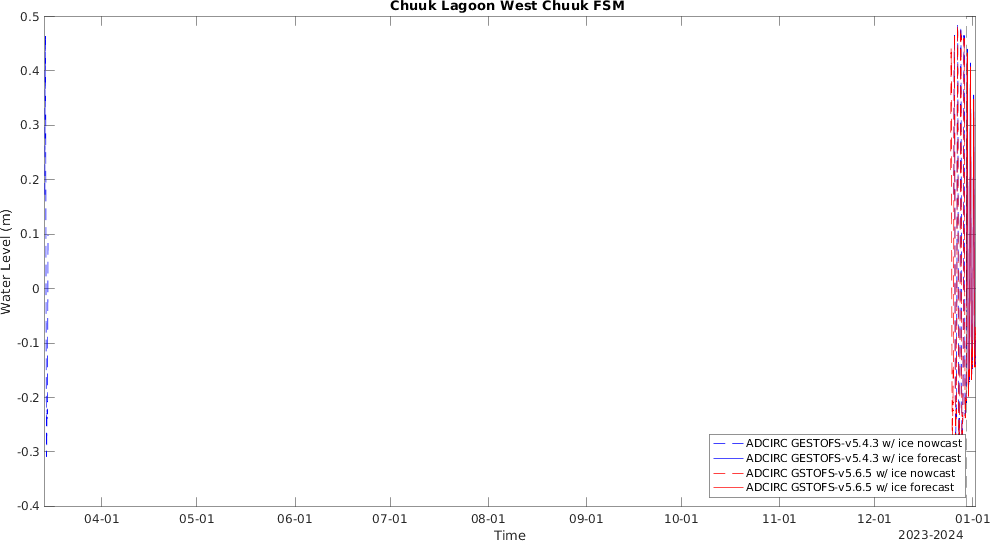 Chuuk Lagoon West Chuuk FSM
0.5
0.4
0.3
0.2
0.1
0
-0.1
-0.2
-0.3
-0.4
Water Level (m)
ADCIRC GESTOFS-v5.4.3 w/ ice nowcast
ADCIRC GESTOFS-v5.4.3 w/ ice forecast
ADCIRC GSTOFS-v5.6.5 w/ ice nowcast
ADCIRC GSTOFS-v5.6.5 w/ ice forecast
04-01 05-01 06-01 07-01 08-01 09-01 10-01 11-01 12-01 01-01
Time
2023-2024